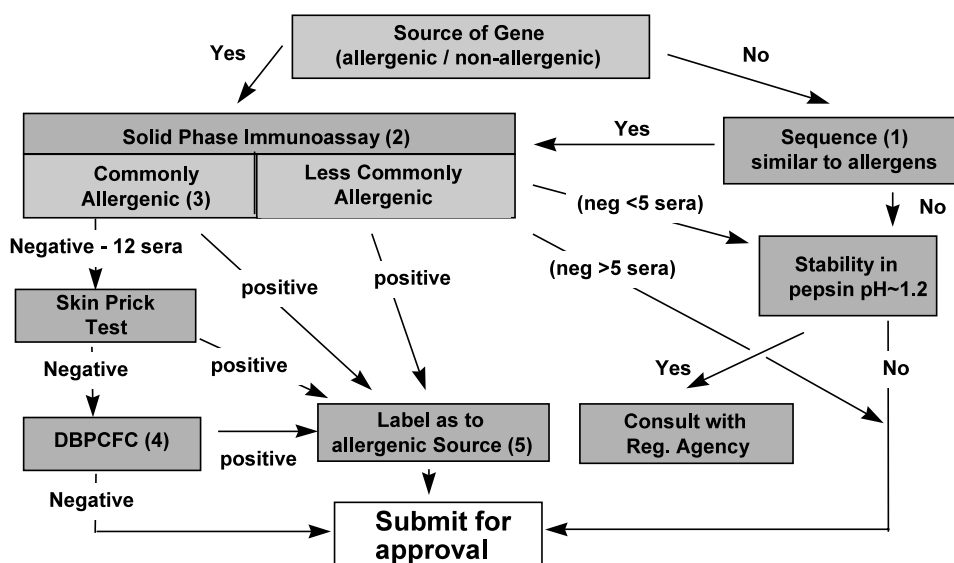 Source of Gene
(allergenic / non-allergenic)
Yes
No
Solid Phase Immunoassay (2)
Yes
Sequence (1)
similar to allergens
Commonly
Allergenic (3)
Less Commonly
Allergenic
(neg <5 sera)
No
Negative - 12 sera
(neg >5 sera)
Stability in
pepsin pH~1.2
positive
positive
Skin Prick
Test
Negative
positive
Yes
No
DBPCFC (4)
positive
Label as to
allergenic Source (5)
Consult with
Reg. Agency
Negative
Submit for
approval